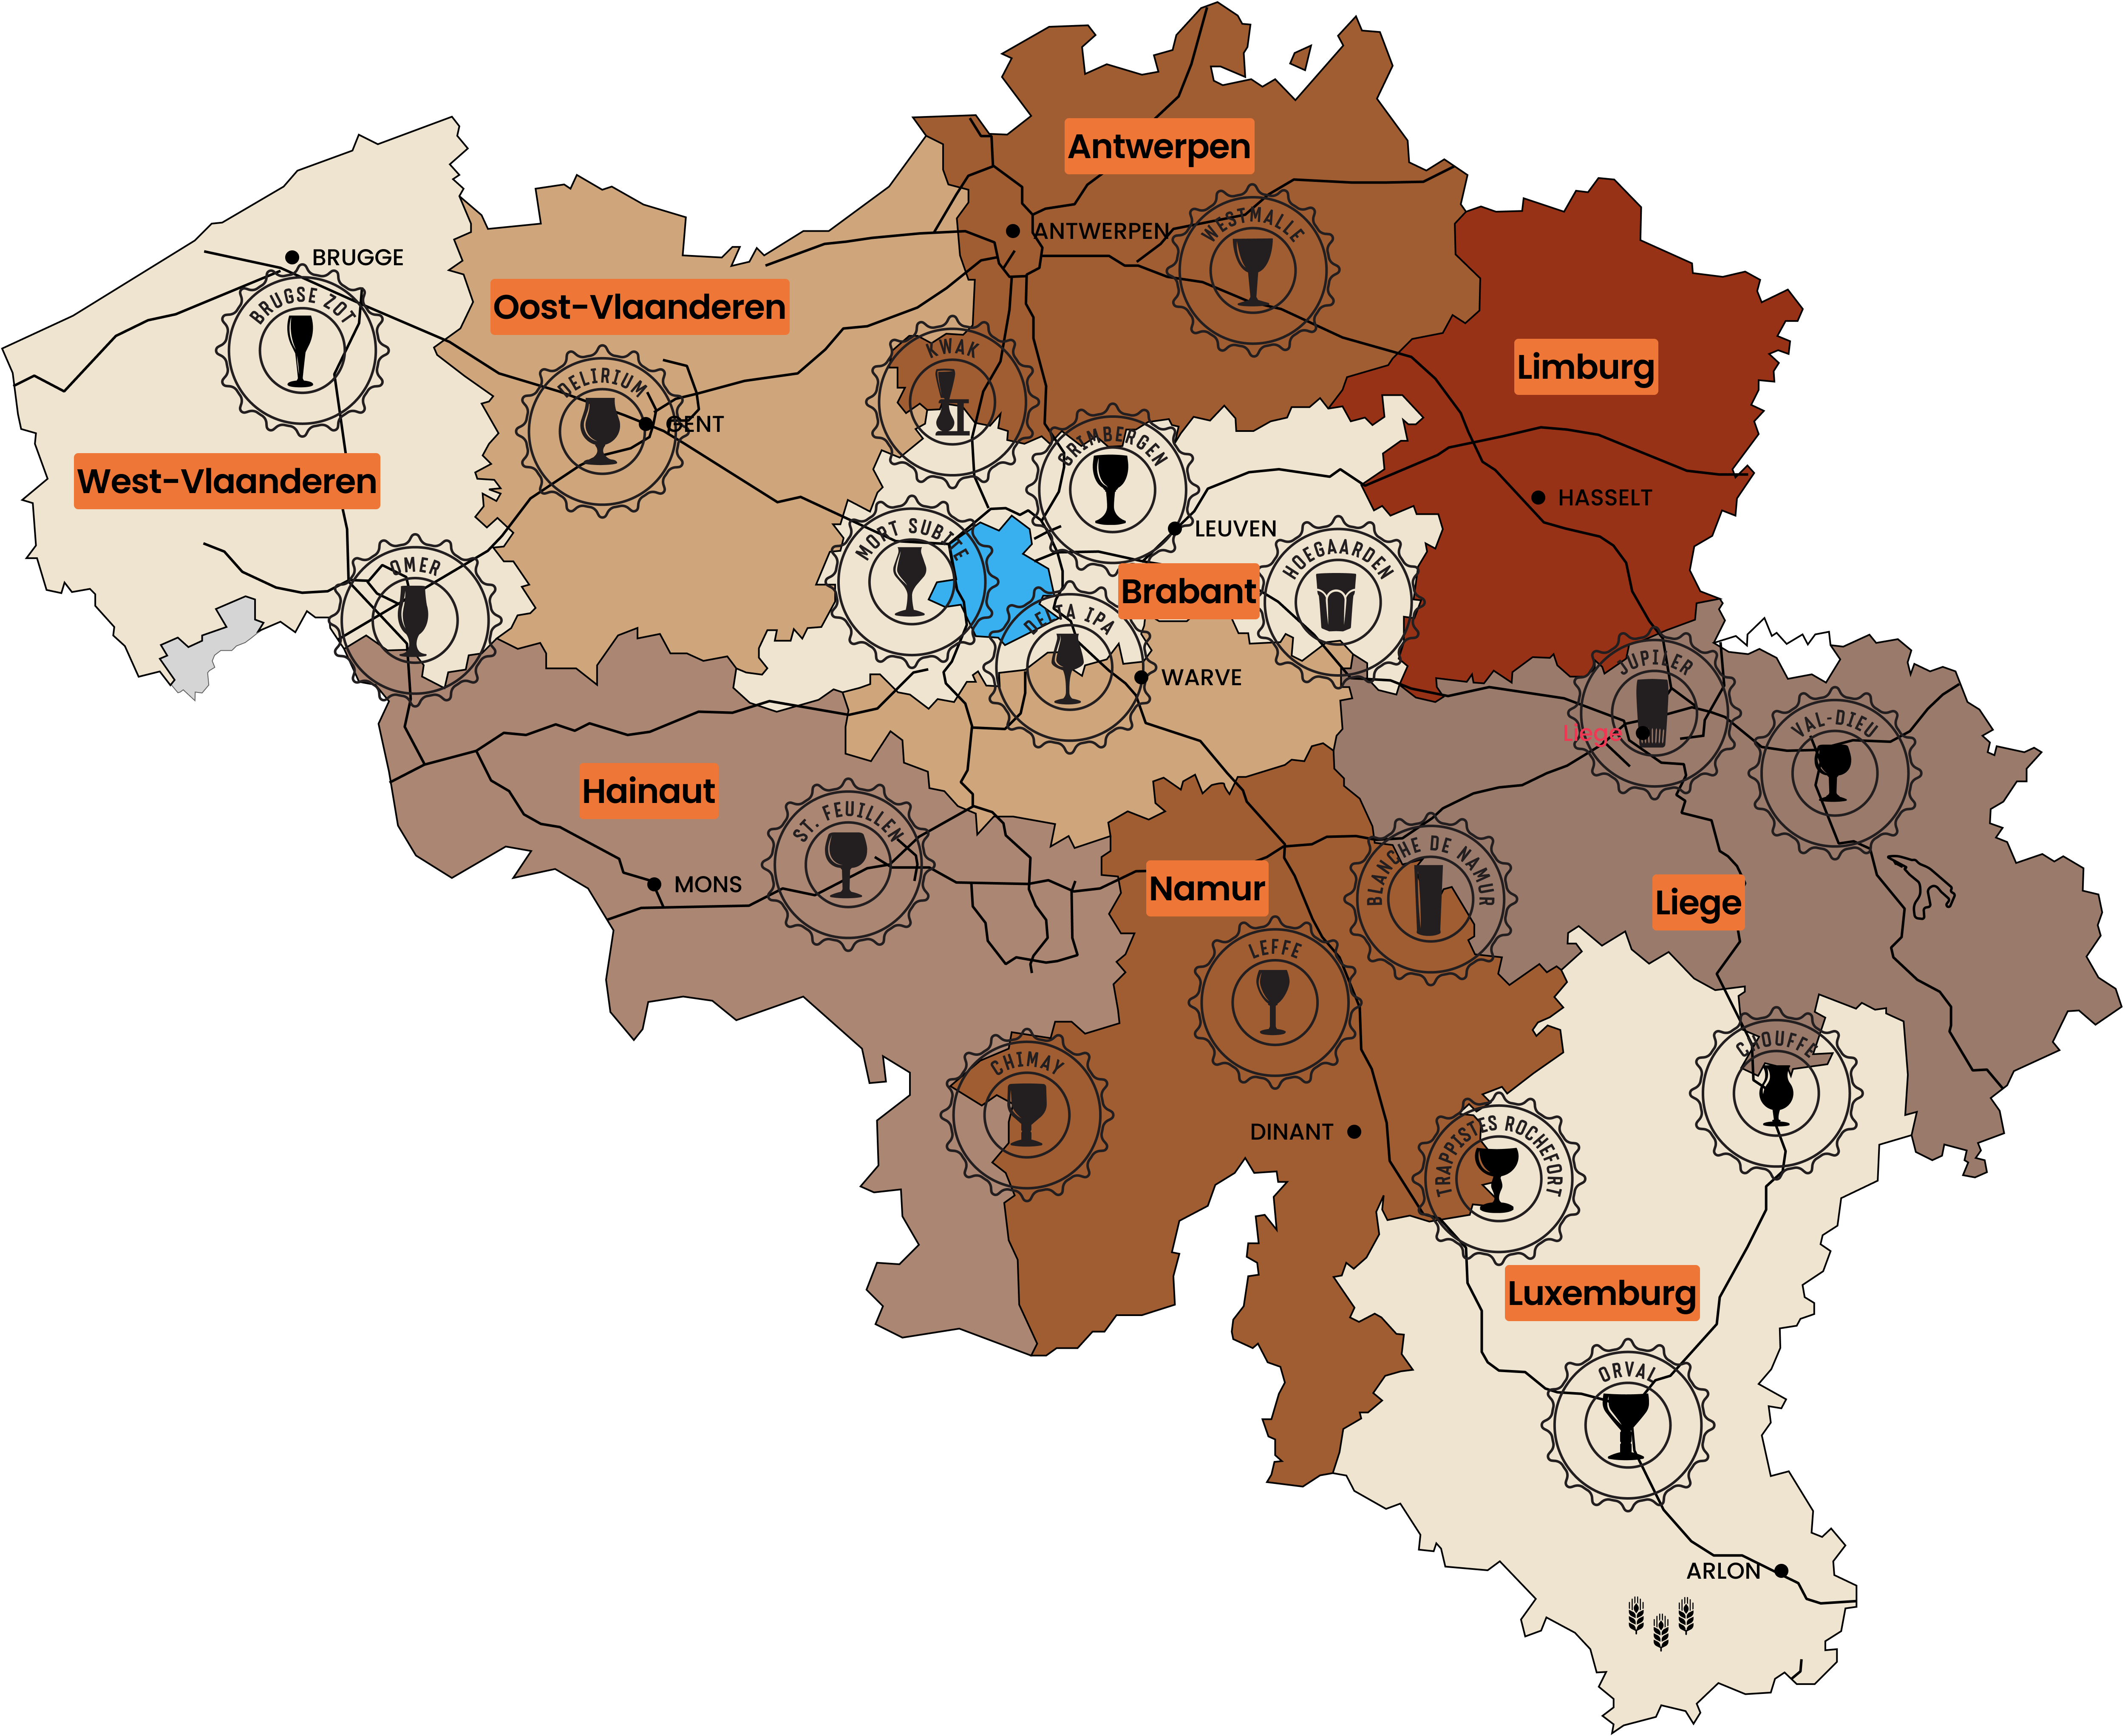 Antwerpen
WESTMALLE
ANTWERPEN
BRUGGE
BRUGSE ZOT
Oost-Vlaanderen
KWAK
Limburg
DELIRIUM
GENT
GRIMBERGEN
West-Vlaanderen
HASSELT
MORT SUBITE
LEUVEN
HOEGAARDEN
OMER
Brabant
DELTA IPA
WARVE
JUPILER
VAL-DIEU
Liege
Hainaut
ST. FEUILLEN
MONS
BLANCHE DE NAMUR
Namur
Liege
LEFFE
CHIMAY
CHOUFFE
DINANT
TRAPPISTES ROCHEFORT
Luxemburg
ORVAL
ARLON